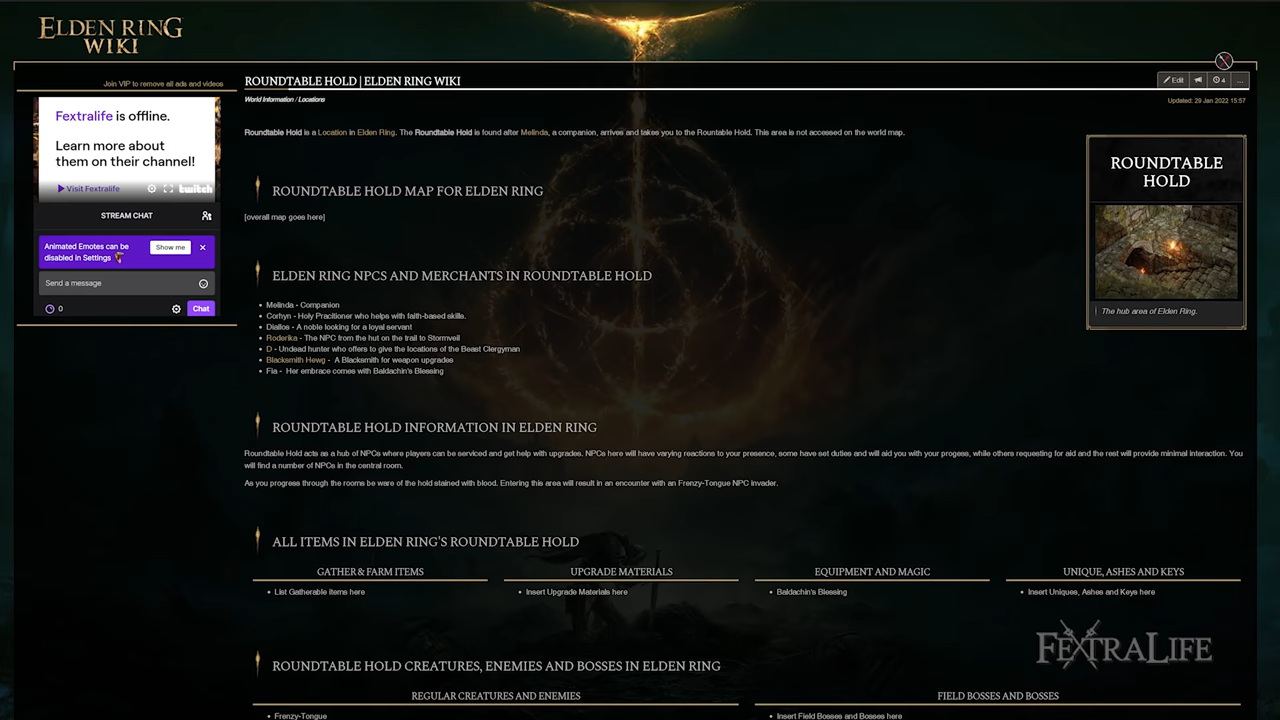 ELDEN RING
WIKI
Join VIP to remove all ads and videos
Fextralife is offline.
Learn more about
them on their channel!
Visit Fextralife
twitch
STREAM CHAT
Animated Emotes can be
disabled in Settings
Show me
Send a message
0
Chat
ROUNDTABLE HOLD | ELDEN RING WIKI
Edit
4
...
World Information / Locations
Updated: 29 Jan 2022 15:57
Roundtable Hold is a Location in Elden Ring. The Roundtable Hold is found after Melinda, a companion, arrives and takes you to the Rountable Hold. This area is not accessed on the world map.
ROUNDTABLE
HOLD
The hub area of Elden Ring.
ROUNDTABLE HOLD MAP FOR ELDEN RING
[overall map goes here]
ELDEN RING NPCS AND MERCHANTS IN ROUNDTABLE HOLD
• Melinda - Companion
• Corhyn - Holy Pracitioner who helps with faith-based skills.
• Diallos - A noble looking for a loyal servant
• Roderika - The NPC from the hut on the trail to Stormveil
• D - Undead hunter who offers to give the locations of the Beast Clergyman
• Blacksmith Hewg - A Blacksmith for weapon upgrades
• Fia - Her embrace comes with Baldachin's Blessing
ROUNDTABLE HOLD INFORMATION IN ELDEN RING
Roundtable Hold acts as a hub of NPCs where players can be serviced and get help with upgrades. NPCs here will have varying reactions to your presence, some have set duties and will aid you with your progess, while others requesting for aid and the rest will provide minimal interaction. You
will find a number of NPCs in the central room.
As you progress through the rooms be ware of the hold stained with blood. Entering this area will result in an encounter with an Frenzy-Tongue NPC invader.
ALL ITEMS IN ELDEN RING'S ROUNDTABLE HOLD
GATHER & FARM ITEMS
UPGRADE MATERIALS
EQUIPMENT AND MAGIC
UNIQUE, ASHES AND KEYS
• List Gatherable items here
• Insert Upgrade Materials here
• Baldachin's Blessing
• Insert Uniques, Ashes and Keys here
FEXTRALIFE
ROUNDTABLE HOLD CREATURES, ENEMIES AND BOSSES IN ELDEN RING
REGULAR CREATURES AND ENEMIES
FIELD BOSSES AND BOSSES
• Frenzy-Tongue
• Insert Field Bosses and Bosses here